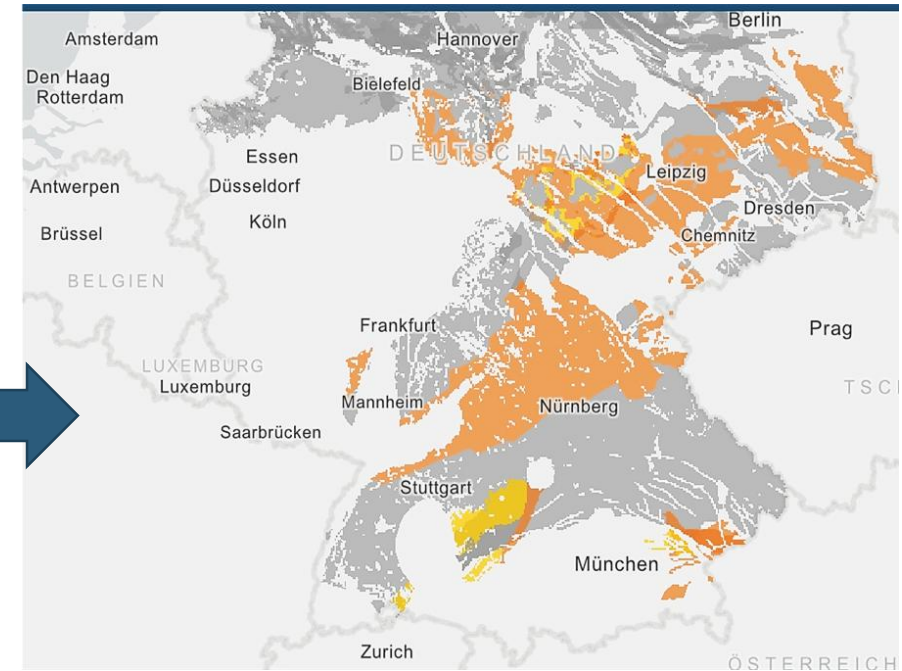 Berlin
Amsterdam
Hannover
Den Haag
Rotterdam
Bielefeld
DEUTSCHLAND
Essen
Leipzig
Antwerpen
Düsseldorf
Dresden
Brüssel
Köln
Chemnitz
BELGIEN
Frankfurt
Prag
LUXEMBURG
Luxemburg
TSCH
Mannheim
Nürnberg
Saarbrücken
Stuttgart
München
Zurich
ÖSTERREICH